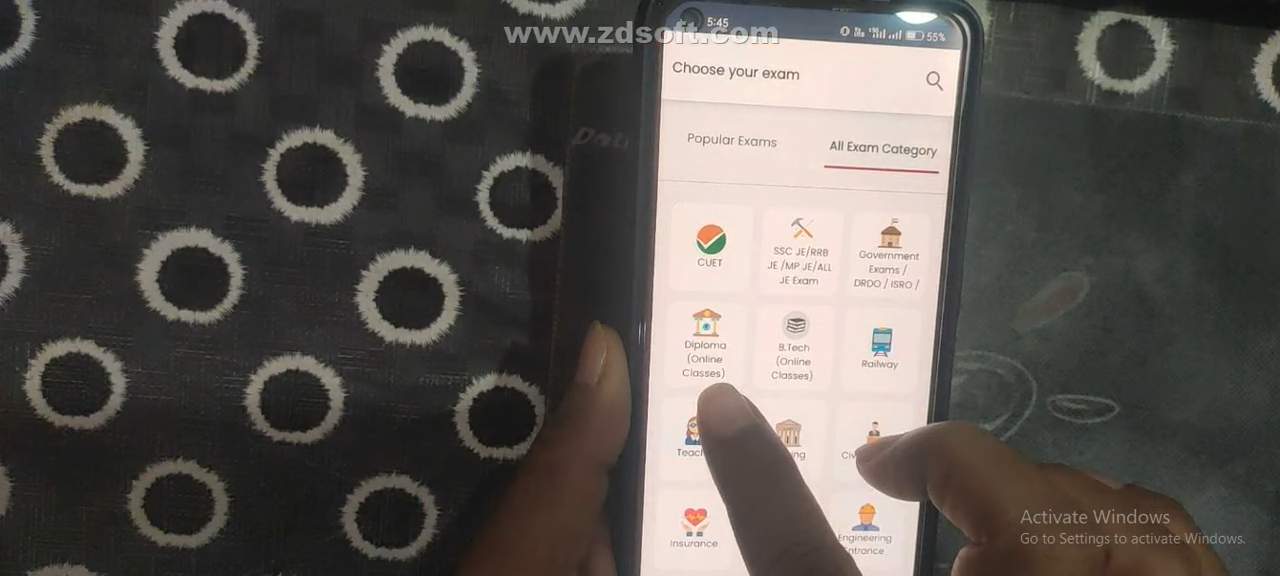 www.zdsoft.com
5:45
55%
Choose your exam
Popular Exams
All Exam Category
CUET
SSC JE/RRB
JE /MP JE/ALL
JE Exam
Government
Exams /
DRDO / ISRO /
Diploma
(Online
Classes)
B.Tech
(Online
Classes)
Railway
Insurance
Engineering
Activate Windows
Go to Settings to activate Windows.